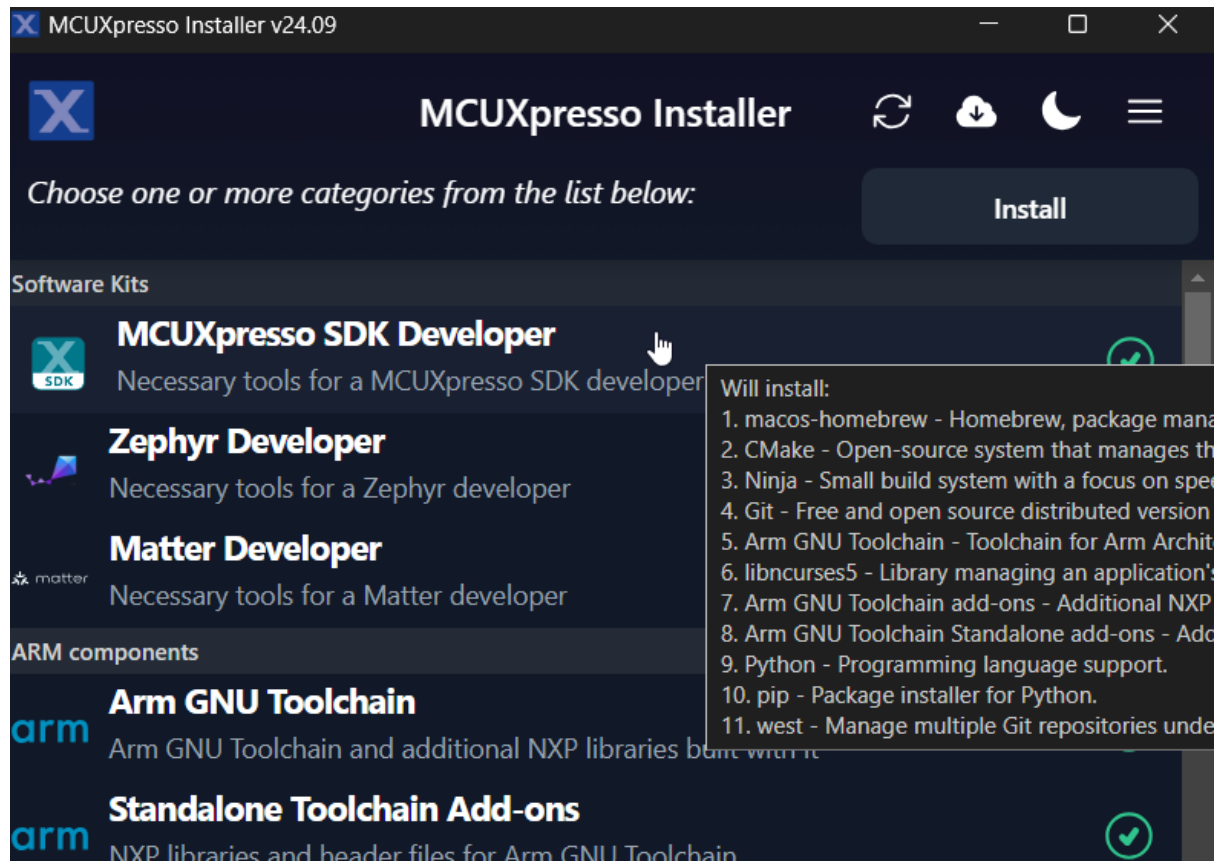 MCUXpresso Installer v24.09
MCUXpresso Installer
Choose one or more categories from the list below:
Install
Software Kits
SDK
MCUXpresso SDK Developer
Necessary tools for a MCUXpresso SDK developer
Zephyr Developer
Necessary tools for a Zephyr developer
matter
Matter Developer
Necessary tools for a Matter developer
Will install:
1. macos-homebrew - Homebrew, package mana
2. CMake - Open-source system that manages th
3. Ninja - Small build system with a focus on spee
4. Git - Free and open source distributed version
5. Arm GNU Toolchain - Toolchain for Arm Archit
6. libncurses5 - Library managing an application's
7. Arm GNU Toolchain add-ons - Additional NXP
8. Arm GNU Toolchain Standalone add-ons - Add
9. Python - Programming language support.
10. pip - Package installer for Python.
11. west - Manage multiple Git repositories unde
ARM components
arm
Arm GNU Toolchain
Arm GNU Toolchain and additional NXP libraries built with it
arm
Standalone Toolchain Add-ons
NXP libraries and header files for Arm GNU Toolchain